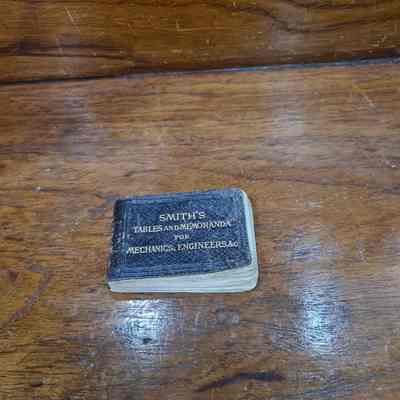 SMITH'S
TABLES AND MEMORANDA
FOR
MECHANICS, ENGINEERS, &c